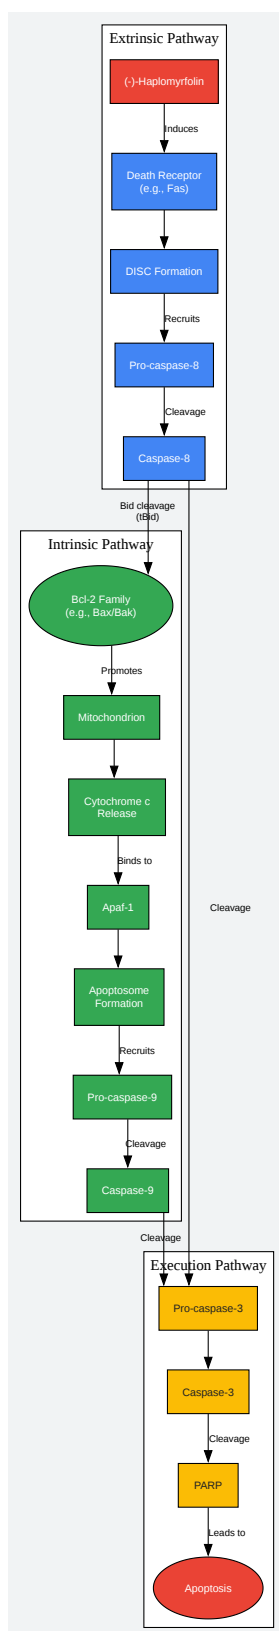 Extrinsic Pathway
(-)-Haplomyrfolin
Induces
Death Receptor
(e.g., Fas)
DISC Formation
Recruits
Pro-caspase-8
Cleavage
Caspase-8
Bid cleavage
(tBid)
Intrinsic Pathway
Bcl-2 Family
(e.g., Bax/Bak)
Promotes
Mitochondrion
Cytochrome c
Release
Binds to
Apaf-1
Cleavage
Apoptosome
Formation
Recruits
Pro-caspase-9
Cleavage
Caspase-9
Cleavage
Execution Pathway
Pro-caspase-3
Caspase-3
Cleavage
PARP
Leads to
Apoptosis